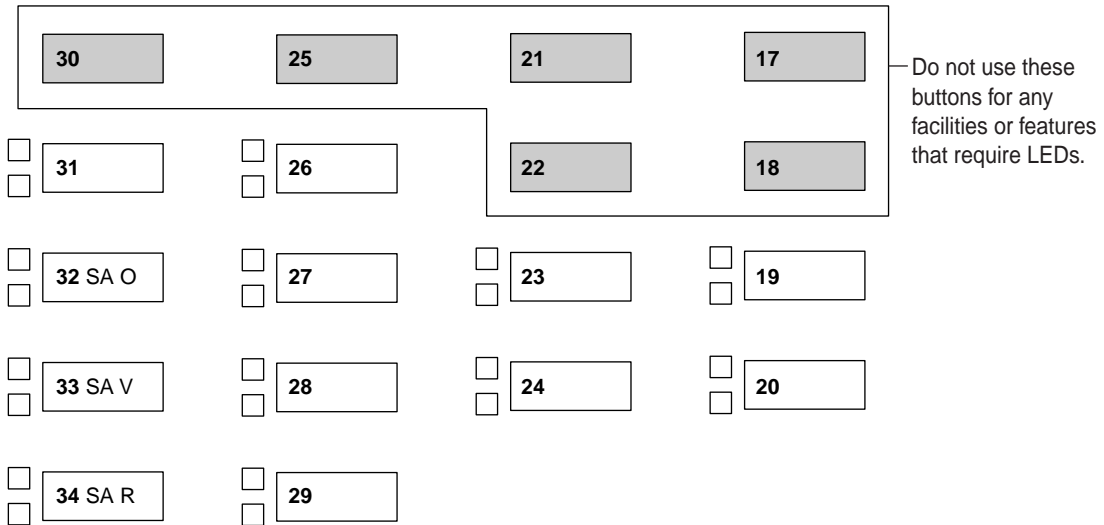 30 25 21 17
Do not use these
buttons for any
facilities or features
that require LEDs.
31 26 22 18
32 SA O 27 23 19
33 SA V 28 24 20
34 SA R 29